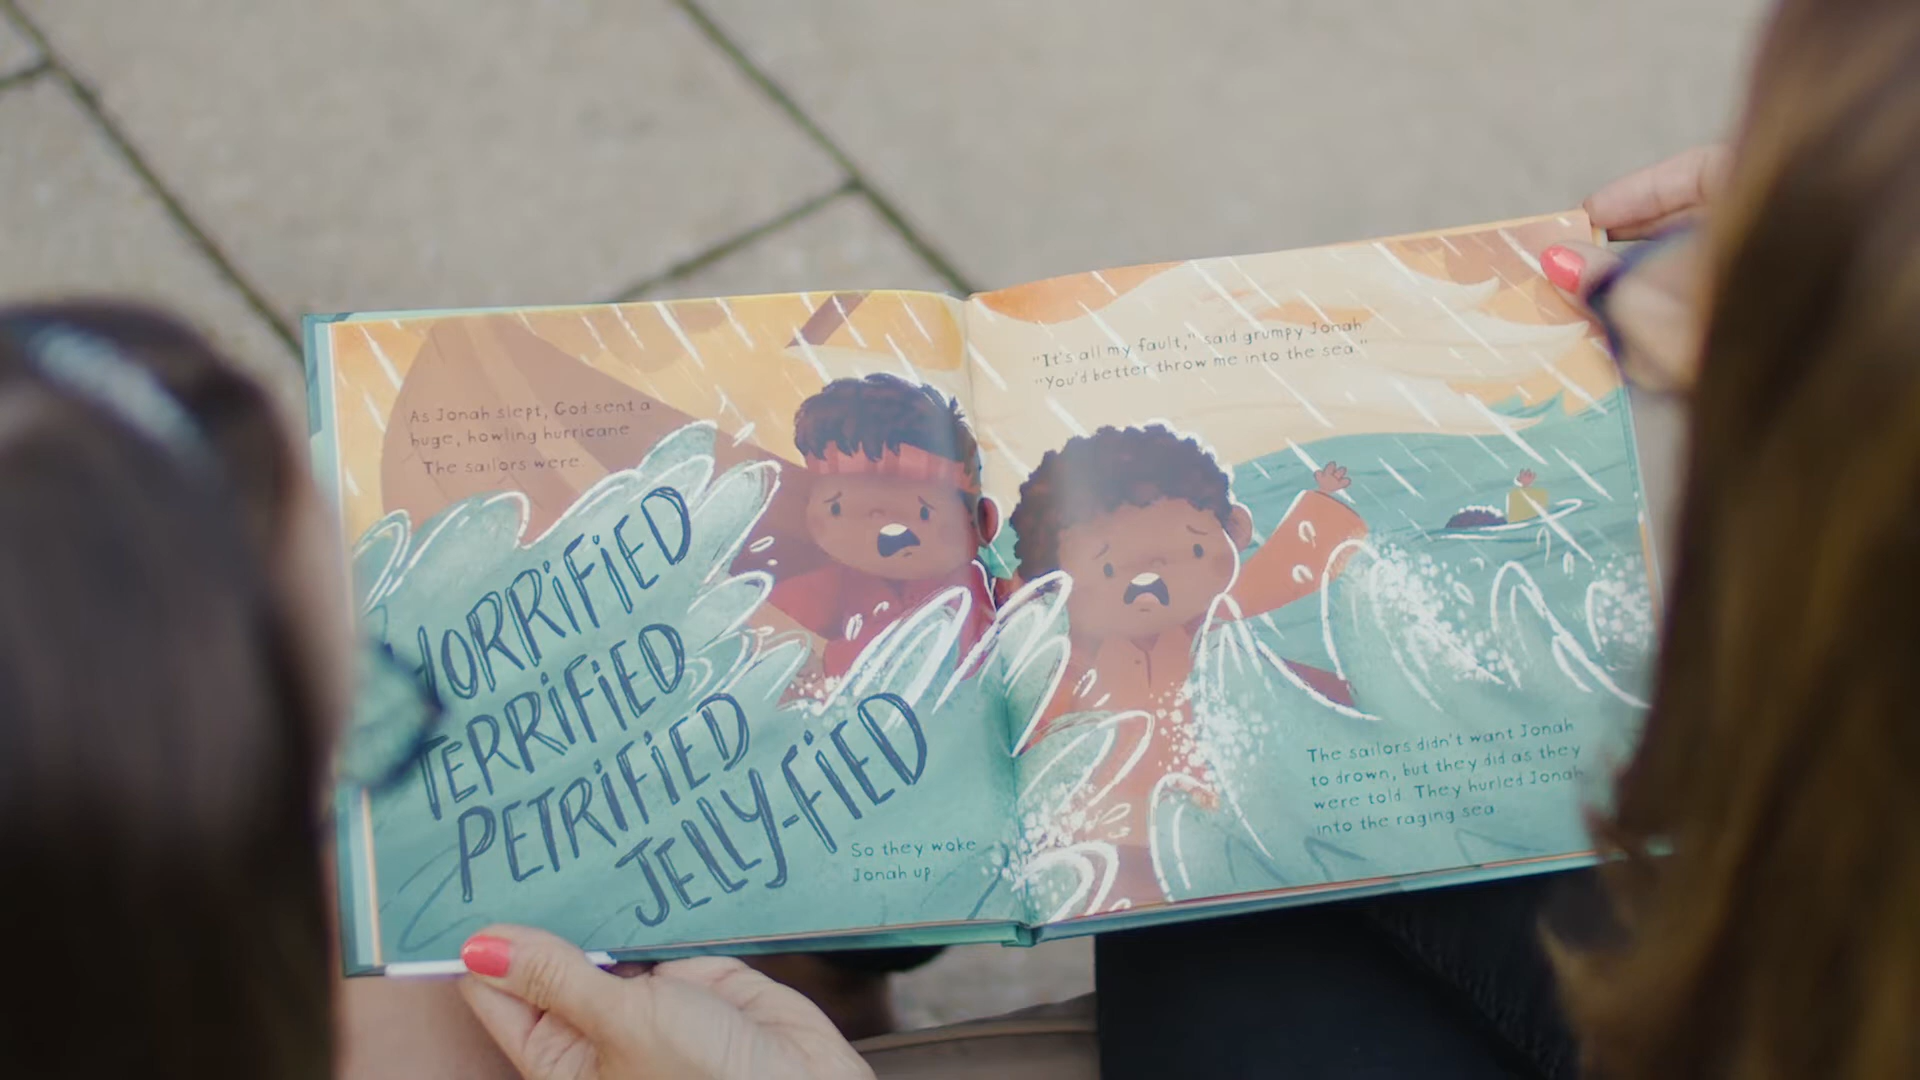 As Jonah slept, God sent a
huge, howling hurricane
The sailors were
HORRIFIED
TERRIFIED
PETRIFIED
JELLY-FIED
So they woke
Jonah up.
"It's all my fault," said grumpy Jonah
"You'd better throw me into the sea."
The sailors didn't want Jonah
to drown, but they did as they
were told. They hurled Jonah
into the raging sea